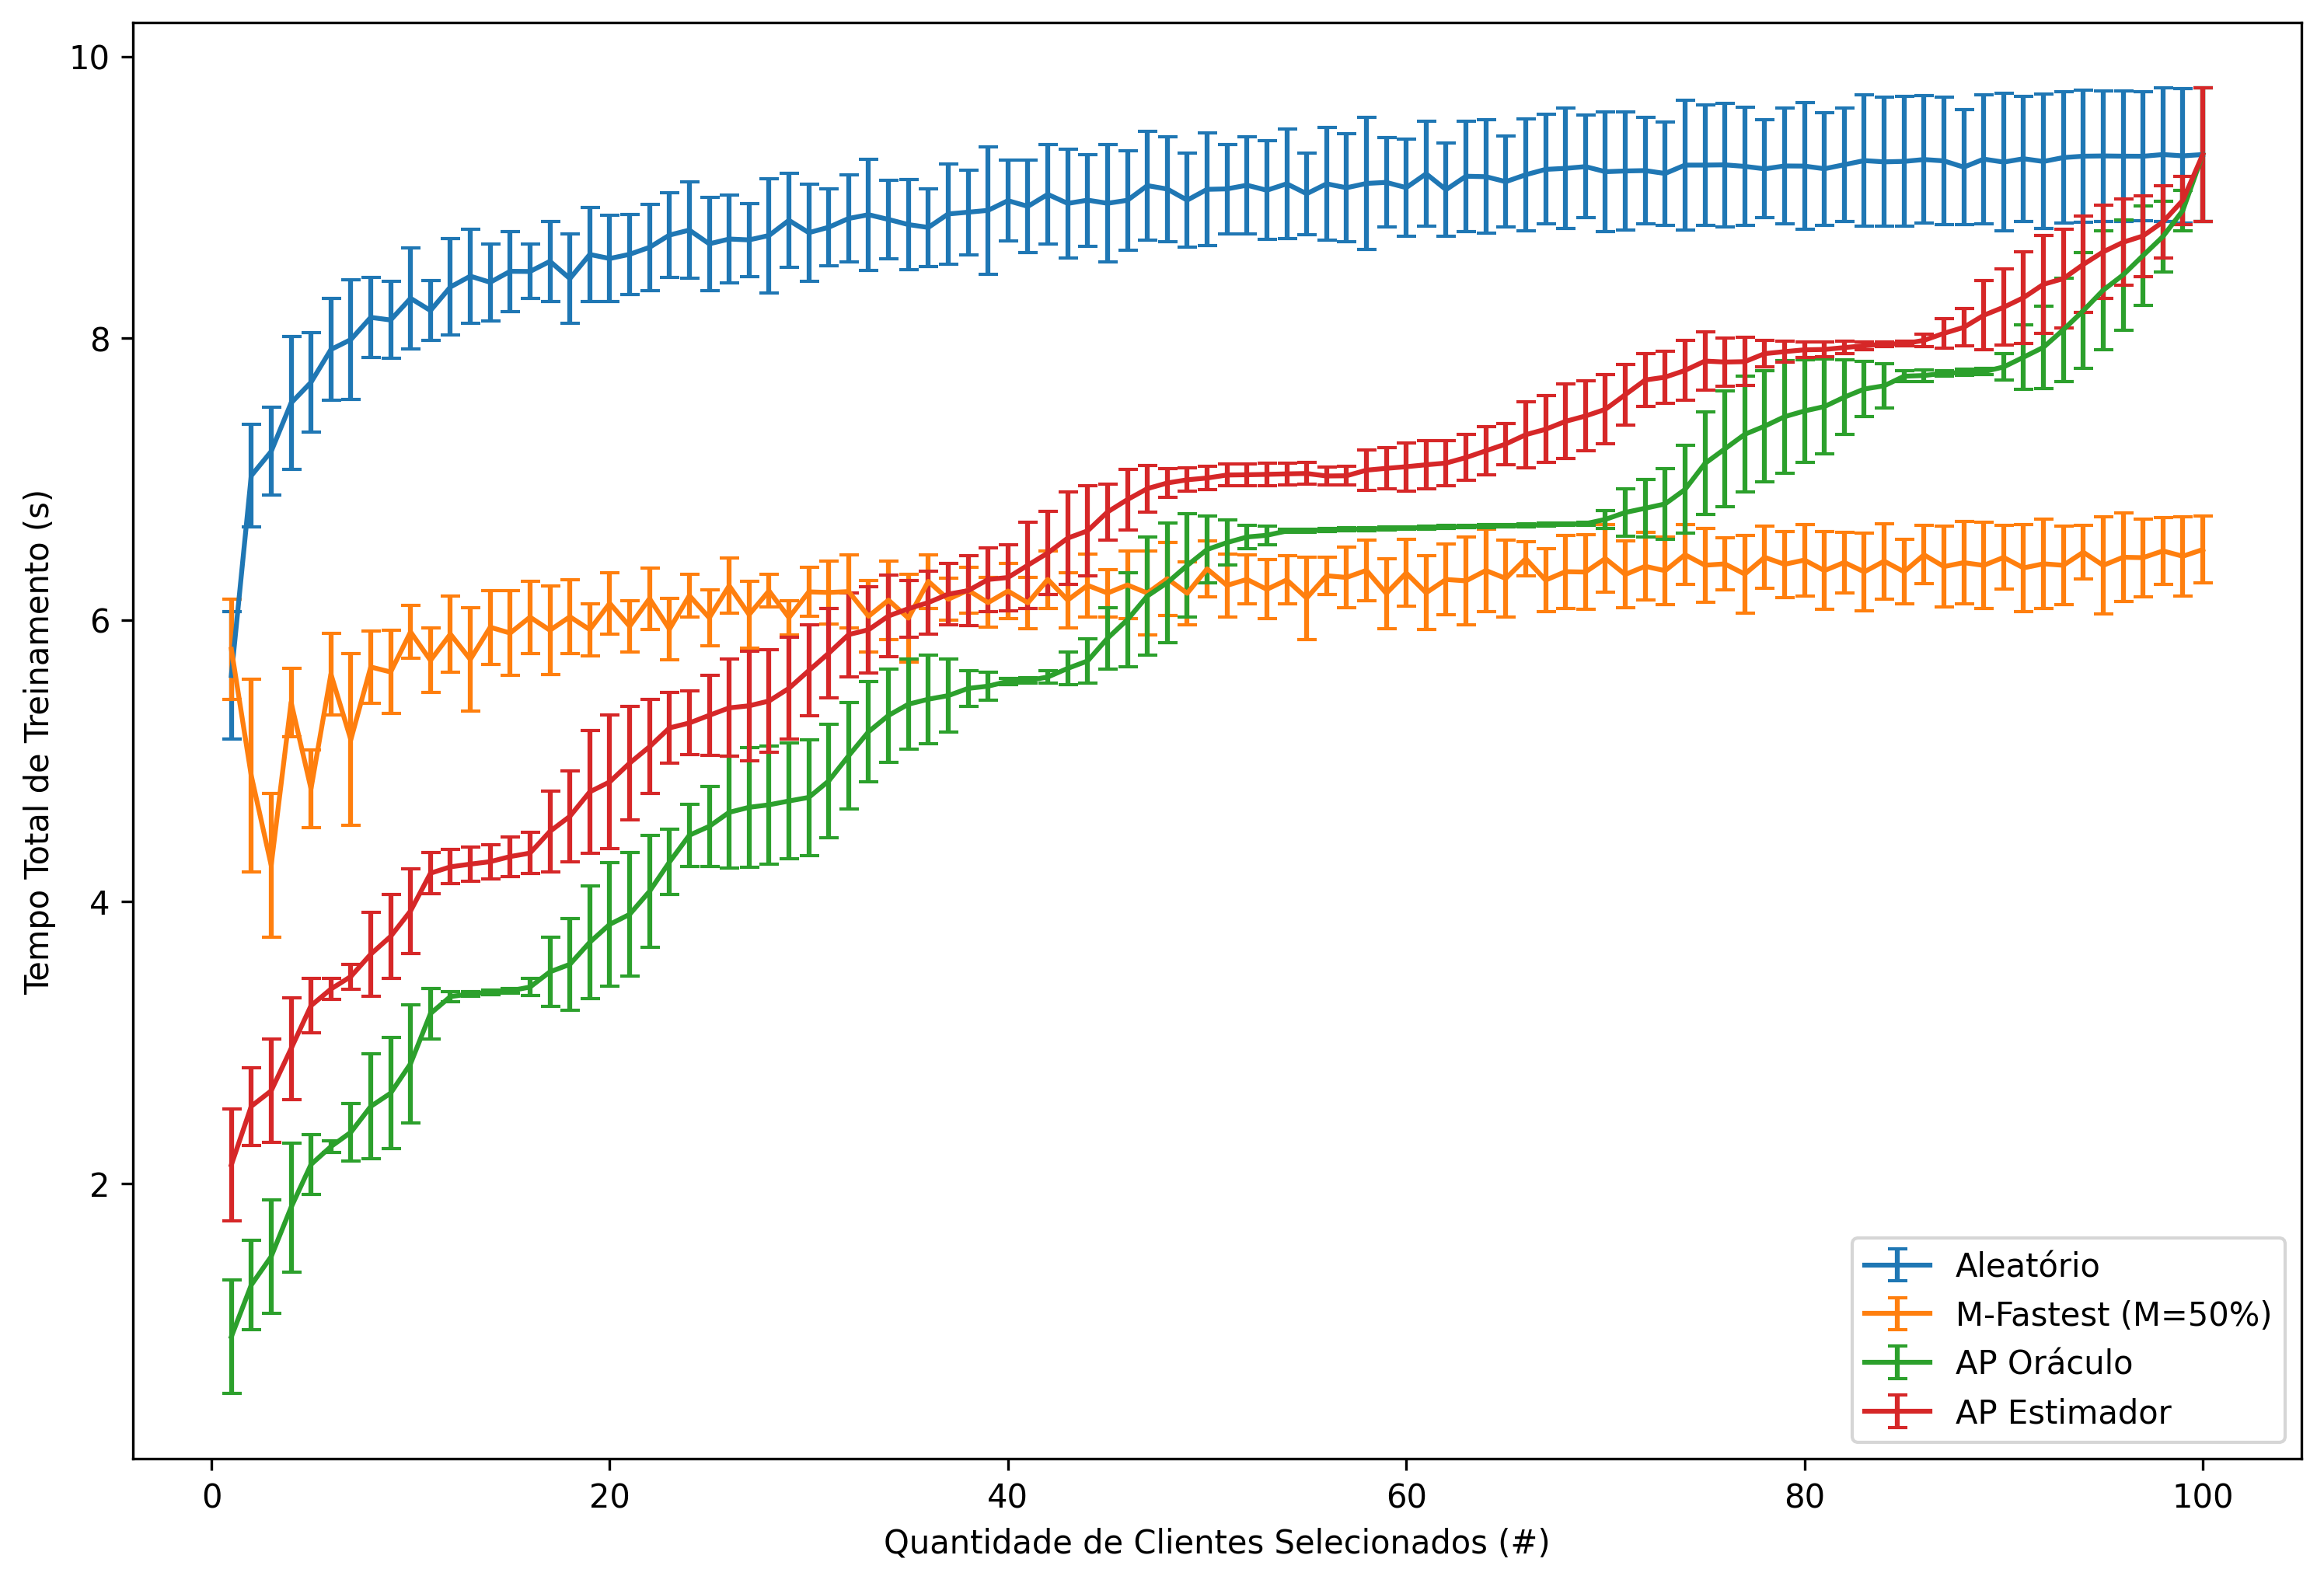 Tempo Total de Treinamento (s)
10
8
6
4
2
0 20 40 60 80 100
Quantidade de Clientes Selecionados (#)
Aleatório
M-Fastest (M=50%)
AP Oráculo
AP Estimador